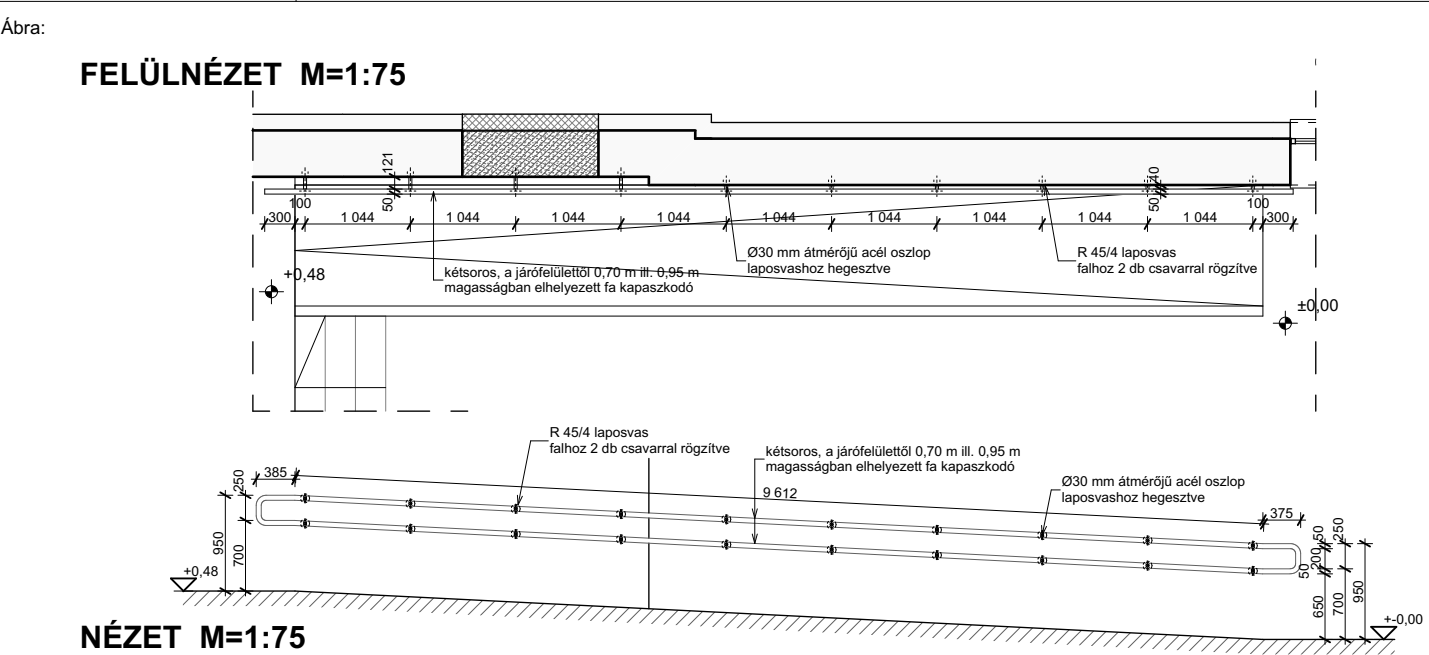 Ábra:
FELÜLNÉZET M=1:75
121
50
40
50
100
100
300
1 044
1 044
1 044
1 044
1 044
1 044
1 044
1 044
1 044
300
Ø30 mm átmérőjű acél oszlop
laposvashoz hegesztve
R 45/4 laposvas
falhoz 2 db csavarral rögzítve
kétsoros, a járófelülettől 0,70 m ill. 0,95 m
magasságban elhelyezett fa kapaszkodó
+0,48
±0,00
R 45/4 laposvas
falhoz 2 db csavarral rögzítve
kétsoros, a járófelülettől 0,70 m ill. 0,95 m
magasságban elhelyezett fa kapaszkodó
Ø30 mm átmérőjű acél oszlop
laposvashoz hegesztve
385
9 612
375
250
950
700
50
250
200
50
650
700
950
+0,48
+-0,00
NÉZET M=1:75